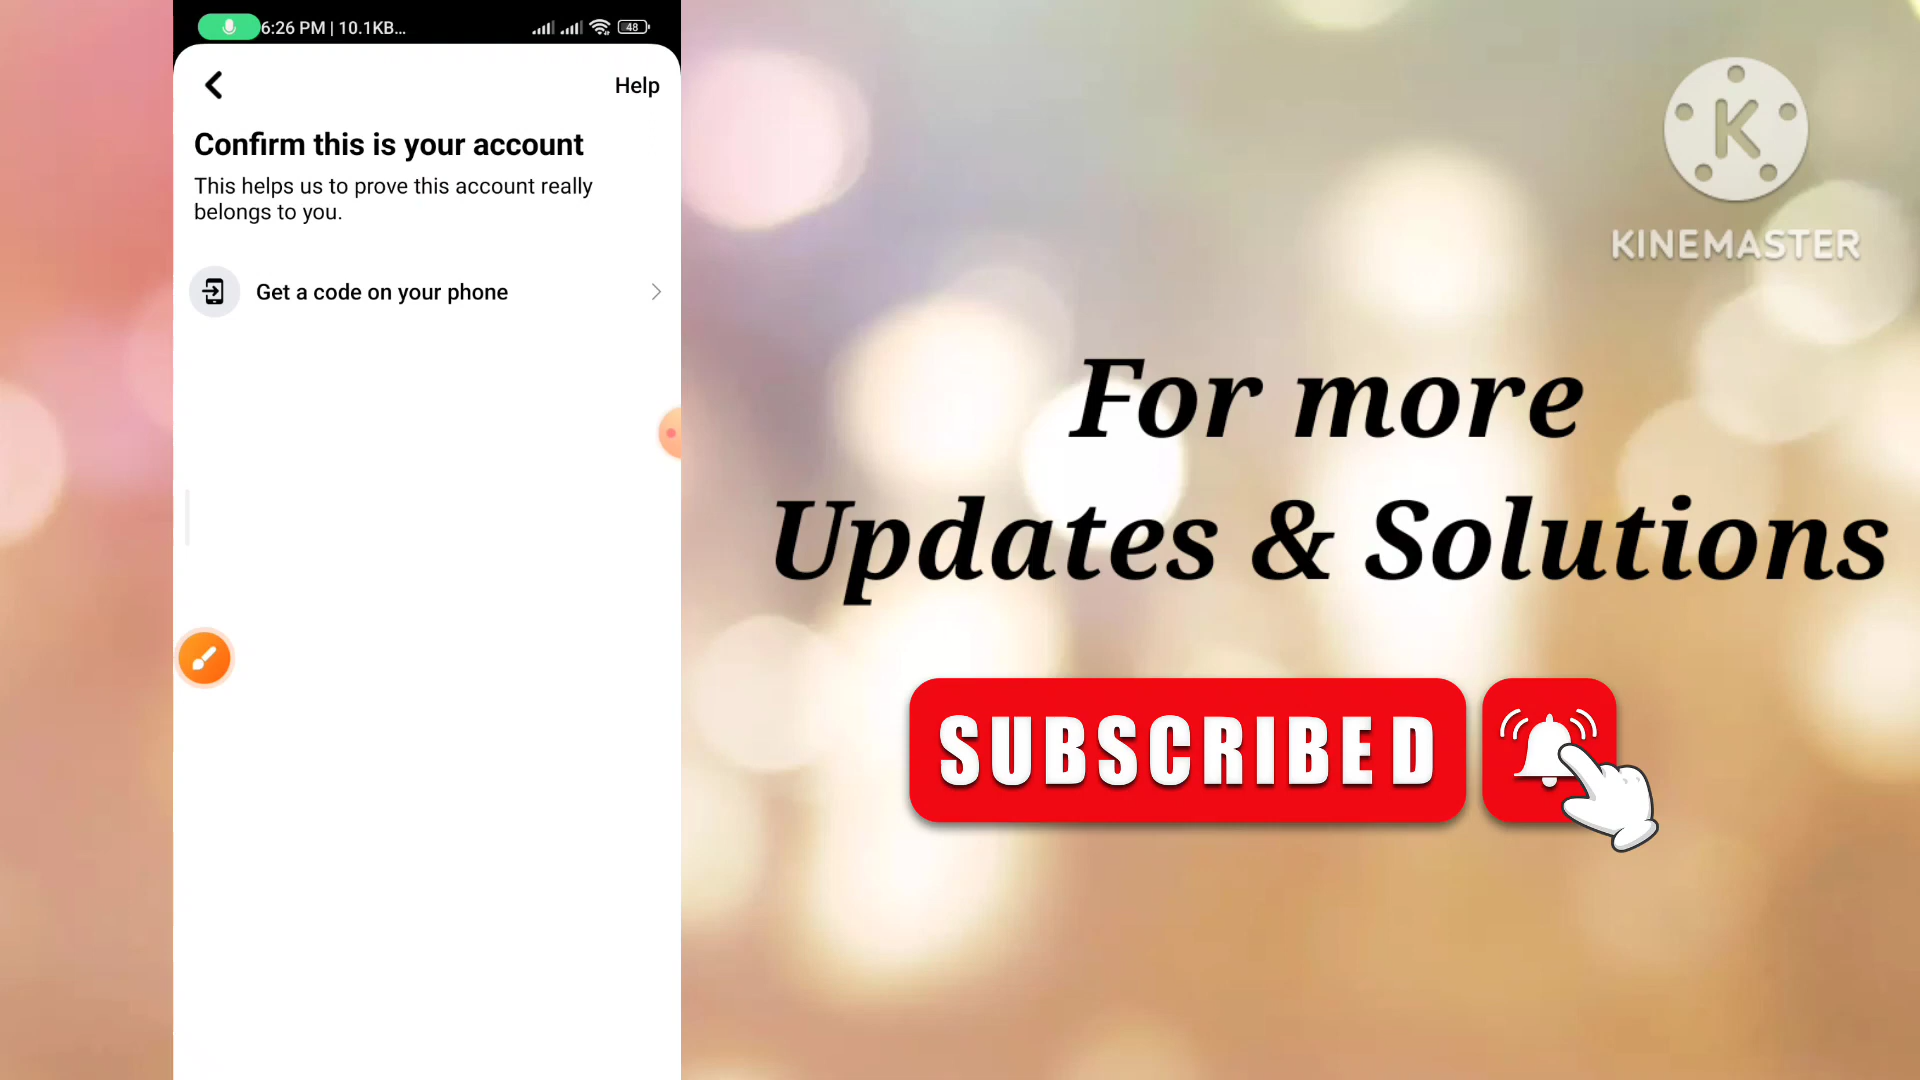 6:26 PM | 10.1KB...
48
Help
Confirm this is your account
This helps us to prove this account really
belongs to you.
Get a code on your phone
K
KINEMASTER
For more
Updates & Solutions
SUBSCRIBED